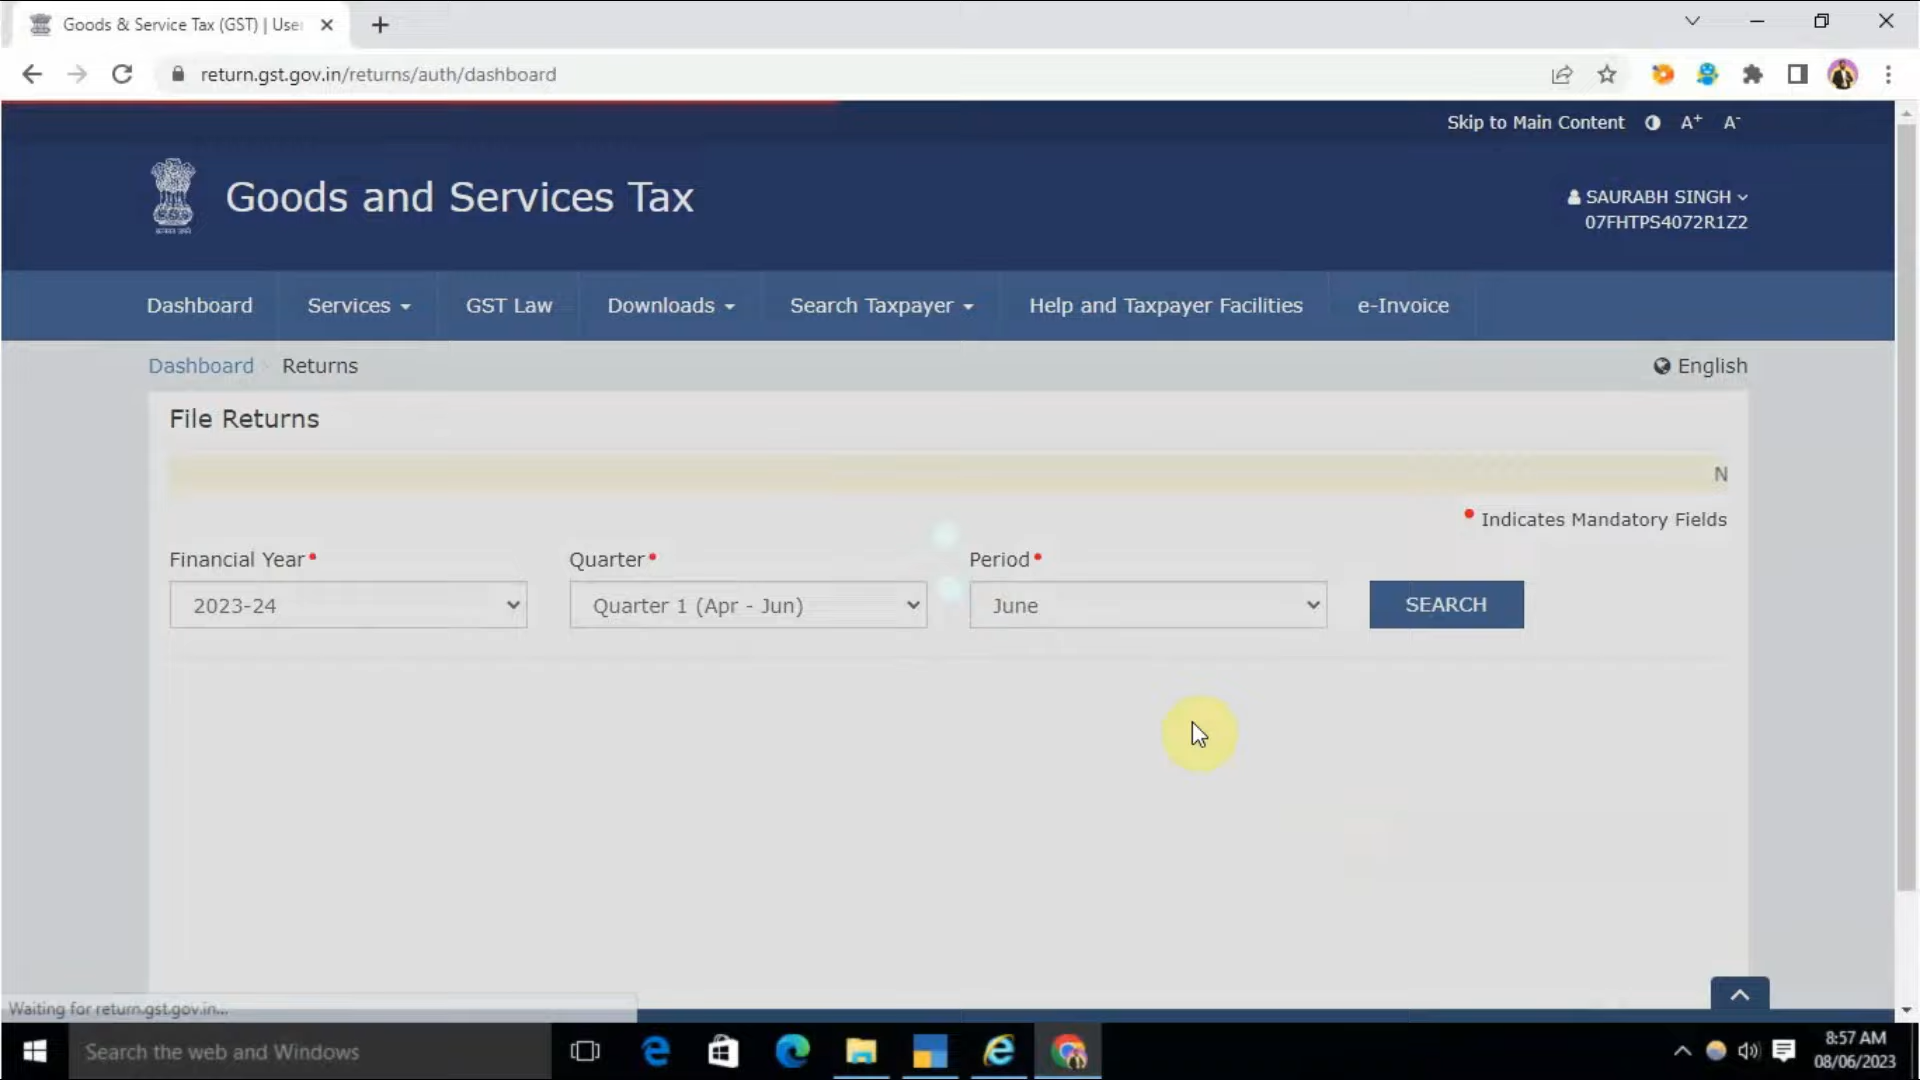 Goods & Service Tax (GST) | Use
return.gst.gov.in/returns/auth/dashboard
Skip to Main Content A+ A-
Goods and Services Tax
SAURABH SINGH
07FHTPS4072R1Z2
Dashboard Services GST Law Downloads Search Taxpayer Help and Taxpayer Facilities e-Invoice
Dashboard Returns English
File Returns
N
• Indicates Mandatory Fields
Financial Year• Quarter• Period•
2023-24 Quarter 1 (Apr - Jun) June SEARCH
Waiting for return.gst.gov.in...
Search the web and Windows
8:57 AM
08/06/2023